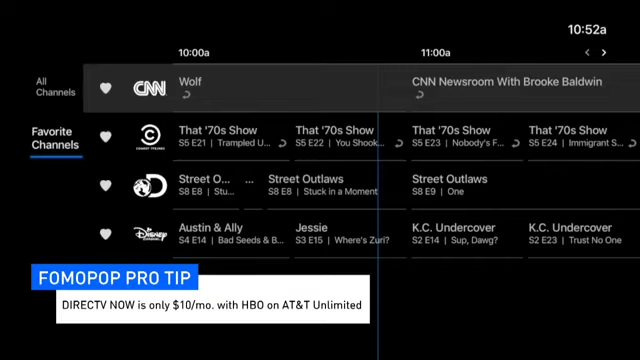 10:52a
10:00a
11:00a
All
Channels
Favorite
Channels
CNN
Wolf
CNN Newsroom With Brooke Baldwin
COMEDY CENTRAL
That '70s Show
S5 E21 | Trampled U...
That '70s Show
S5 E22 | You Shook...
That '70s Show
S5 E23 | Nobody's F...
That '70s Show
S5 E24 | Immigrant S...
D
Street O...
S8 E8 | Stu...
...
Street Outlaws
S8 E8 | Stuck in a Moment
Street Outlaws
S8 E9 | One
Disney
Channel
Austin & Ally
S4 E14 | Bad Seeds & B...
Jessie
S3 E15 | Where's Zuri?
K.C. Undercover
S2 E14 | Sup, Dawg?
K.C. Undercover
S2 E23 | Trust No One
FOMOPOP PRO TIP
DIRECTV NOW is only $10/mo. with HBO on AT&T Unlimited